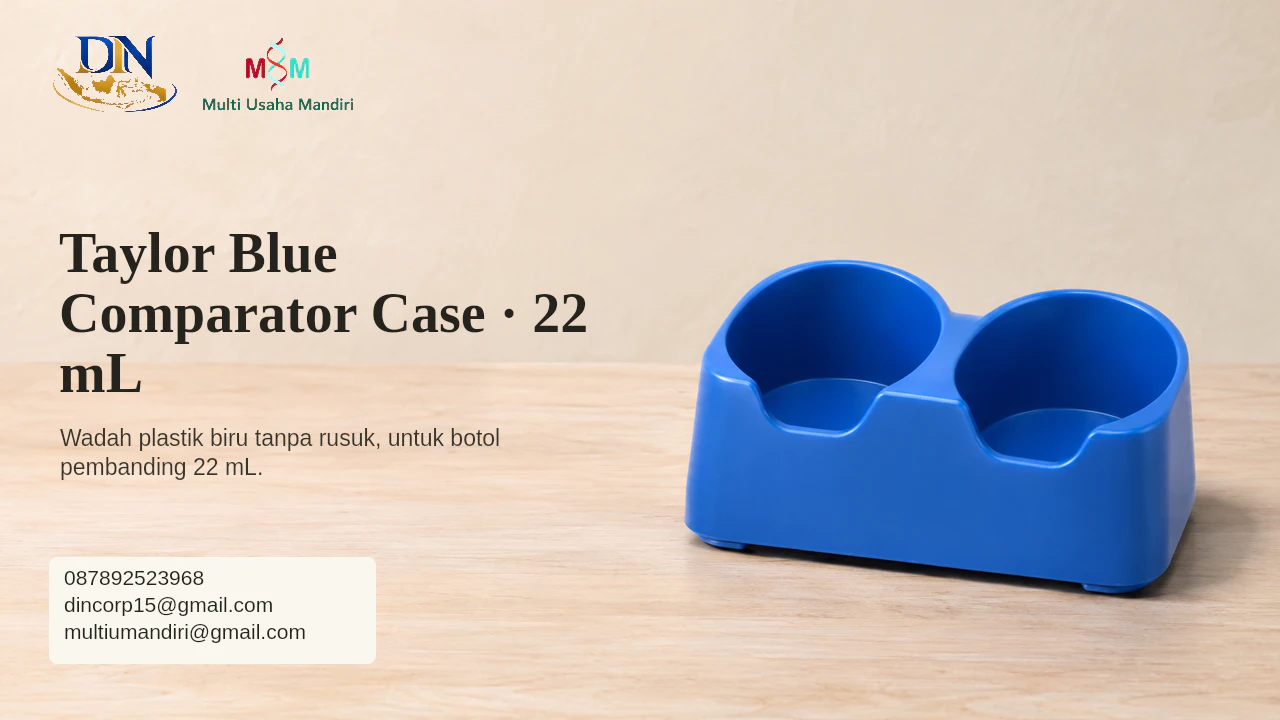 DIN
MSM
Multi Usaha Mandiri
Taylor Blue
Comparator Case · 22
mL
Wadah plastik biru tanpa rusuk, untuk botol
pembanding 22 mL.
087892523968
dincorp15@gmail.com
multiumandiri@gmail.com